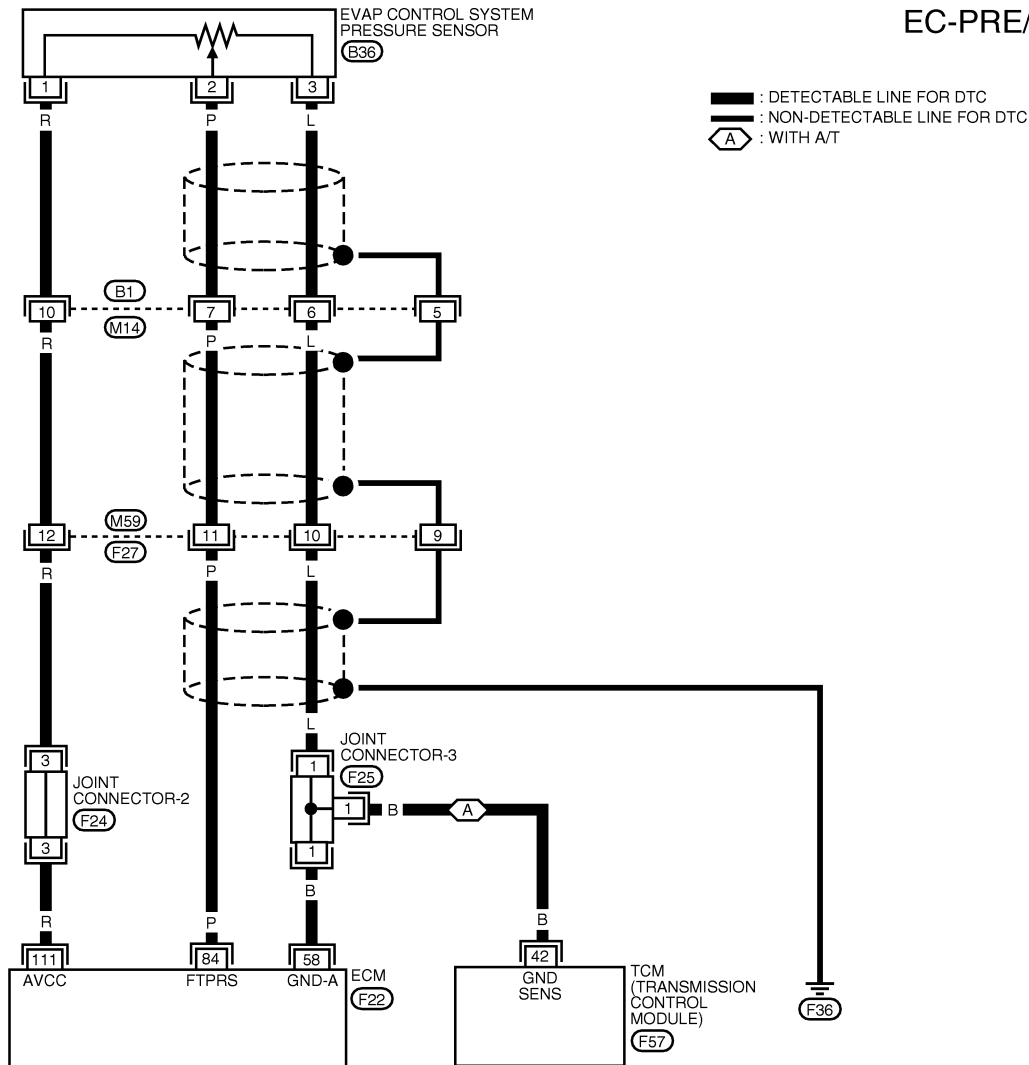 EVAP CONTROL SYSTEM
PRESSURE SENSOR
B36
EC-PRE/
: DETECTABLE LINE FOR DTC
: NON-DETECTABLE LINE FOR DTC
A : WITH A/T
1 2 3
R P L
B1
10 7 6 5
M14
R P L
M59
12 11 10 9
F27
R P L
L
JOINT
CONNECTOR-3
F25
3 1
JOINT
CONNECTOR-2
F24
1 B A
3 1
B
R P B
111 84 58 42
AVCC FTPRS GND-A
ECM
F22
GND
SENS
TCM
(TRANSMISSION
CONTROL
MODULE)
F57
F36